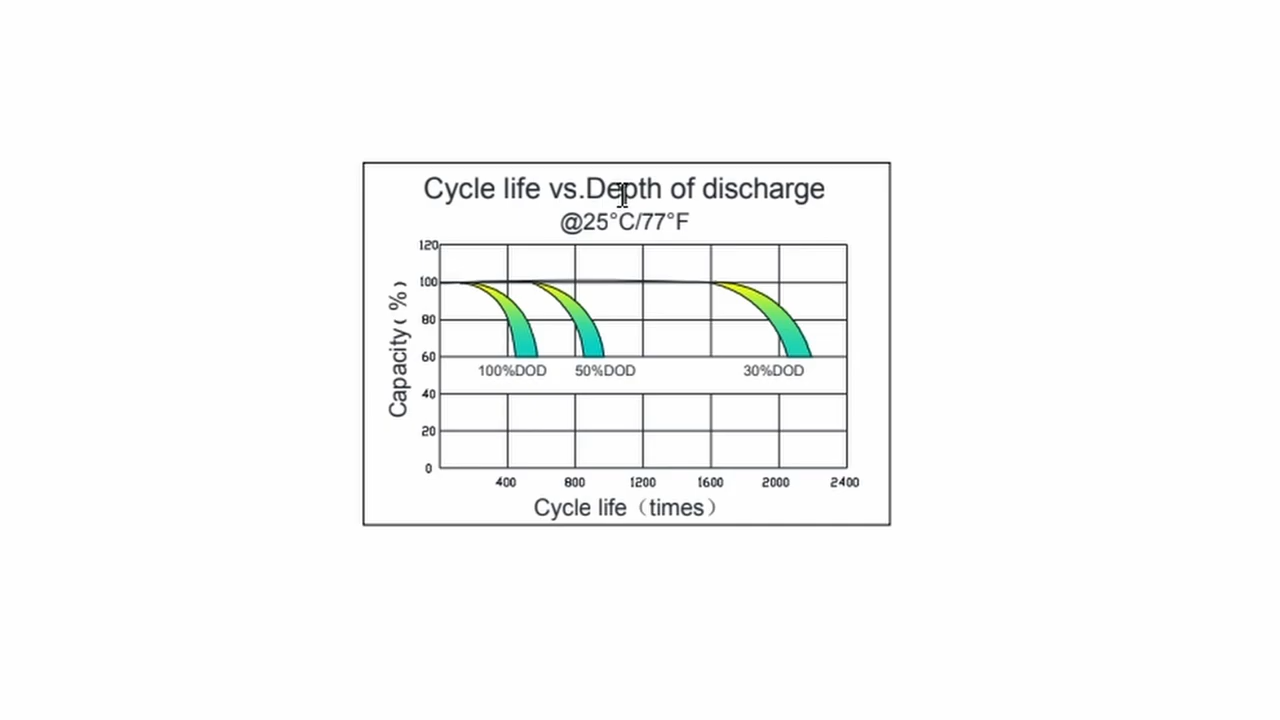 Cycle life vs.Depth of discharge
@25°C/77°F
120
100
80
60
40
20
0
Capacity(%)
100%DOD 50%DOD 30%DOD
400 800 1200 1600 2000 2400
Cycle life（times）